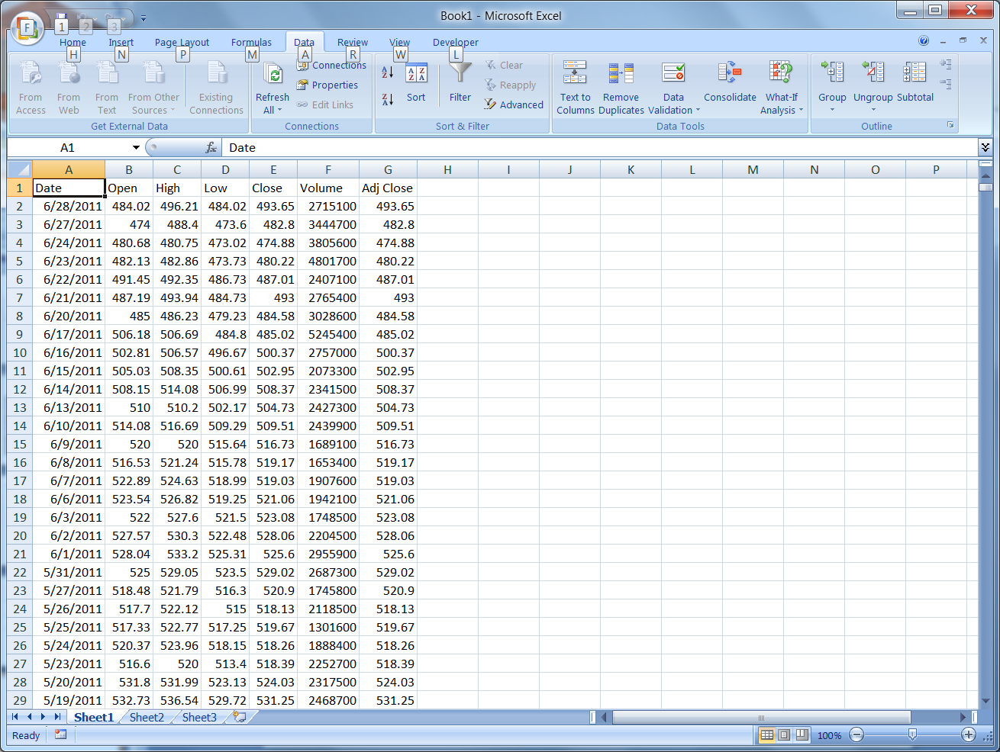 Book1 - Microsoft Excel
F 1 2 3
Home Insert Page Layout Formulas Data Review View Developer
H N P M A R W L
From Access
From Web
From Text
From Other Sources
Existing Connections
Get External Data
Refresh All
Connections
Properties
Edit Links
Connections
Sort
Filter
Clear
Reapply
Advanced
Sort & Filter
Text to Columns
Remove Duplicates
Data Validation
Consolidate
What-If Analysis
Data Tools
Group
Ungroup
Subtotal
Outline
A1 fx Date
A B C D E F G H I J K L M N O P
1 Date Open High Low Close Volume Adj Close
2 6/28/2011 484.02 496.21 484.02 493.65 2715100 493.65
3 6/27/2011 474 488.4 473.6 482.8 3444700 482.8
4 6/24/2011 480.68 480.75 473.02 474.88 3805600 474.88
5 6/23/2011 482.13 482.86 473.73 480.22 4801700 480.22
6 6/22/2011 491.45 492.35 486.73 487.01 2407100 487.01
7 6/21/2011 487.19 493.94 484.73 493 2765400 493
8 6/20/2011 485 486.23 479.23 484.58 3028600 484.58
9 6/17/2011 506.18 506.69 484.8 485.02 5245400 485.02
10 6/16/2011 502.81 506.57 496.67 500.37 2757000 500.37
11 6/15/2011 505.03 508.35 500.61 502.95 2073300 502.95
12 6/14/2011 508.15 514.08 506.99 508.37 2341500 508.37
13 6/13/2011 510 510.2 502.17 504.73 2427300 504.73
14 6/10/2011 514.08 516.69 509.29 509.51 2439900 509.51
15 6/9/2011 520 520 515.64 516.73 1689100 516.73
16 6/8/2011 516.53 521.24 515.78 519.17 1653400 519.17
17 6/7/2011 522.89 524.63 518.99 519.03 1907600 519.03
18 6/6/2011 523.54 526.82 519.25 521.06 1942100 521.06
19 6/3/2011 522 527.6 521.5 523.08 1748500 523.08
20 6/2/2011 527.57 530.3 522.48 528.06 2204500 528.06
21 6/1/2011 528.04 533.2 525.31 525.6 2955900 525.6
22 5/31/2011 525 529.05 523.5 529.02 2687300 529.02
23 5/27/2011 518.48 521.79 516.3 520.9 1745800 520.9
24 5/26/2011 517.7 522.12 515 518.13 2118500 518.13
25 5/25/2011 517.33 522.77 517.25 519.67 1301600 519.67
26 5/24/2011 520.37 523.96 518.15 518.26 1888400 518.26
27 5/23/2011 516.6 520 513.4 518.39 2252700 518.39
28 5/20/2011 531.8 531.99 523.13 524.03 2317500 524.03
29 5/19/2011 532.73 536.54 529.72 531.25 2468700 531.25
Sheet1 Sheet2 Sheet3
Ready 100%